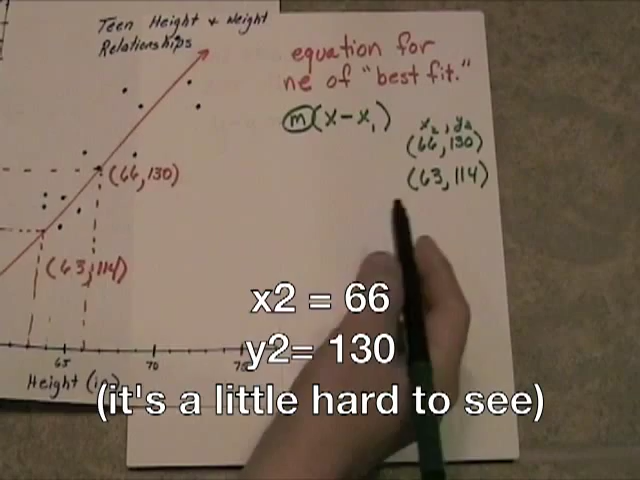 Teen Height & Weight
Relationships
equation for
ne of "best fit."
m(x-x₁)
x₂, y₂
(66,130)
(63,114)
(66,130)
(63,114)
65
70
75
Height (in)
x2 = 66
y2= 130
(it's a little hard to see)